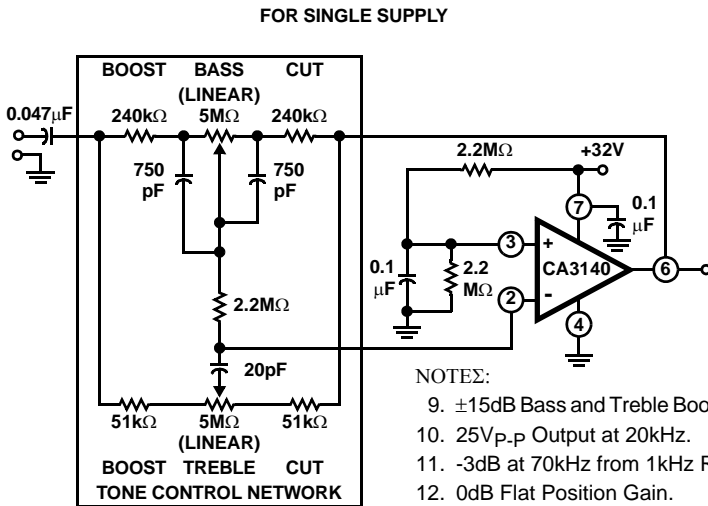 FOR SINGLE SUPPLY
BOOST BASS CUT
(LINEAR)
0.047µF
240kΩ 5MΩ 240kΩ
750
pF
750
pF
2.2MΩ
+32V
7
0.1
µF
3
+
CA3140
6
0.1
µF
2.2
MΩ
2
-
4
2.2MΩ
20pF
51kΩ 5MΩ 51kΩ
(LINEAR)
BOOST TREBLE CUT
TONE CONTROL NETWORK
NOTEΣ:
9. ±15dB Bass and Treble Boo
10. 25VP-P Output at 20kHz.
11. -3dB at 70kHz from 1kHz R
12. 0dB Flat Position Gain.